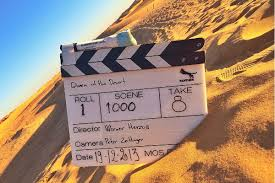 Queen of the Desert
ROLL SCENE TAKE
1 1000 8
Director Werner Herzog
Camera Peter Zeitlinger
Date 19-12-2013 MOS